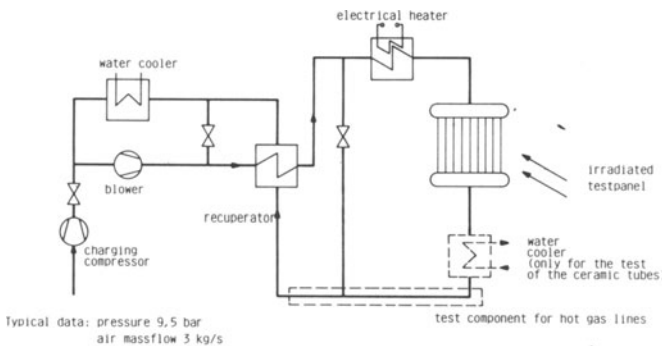 electrical heater
water cooler
blower
recuperator
irradiated
testpanel
charging
compressor
water
cooler
(only for the test
of the ceramic tubes
test component for hot gas lines
Typical data: pressure 9,5 bar
air massflow 3 kg/s